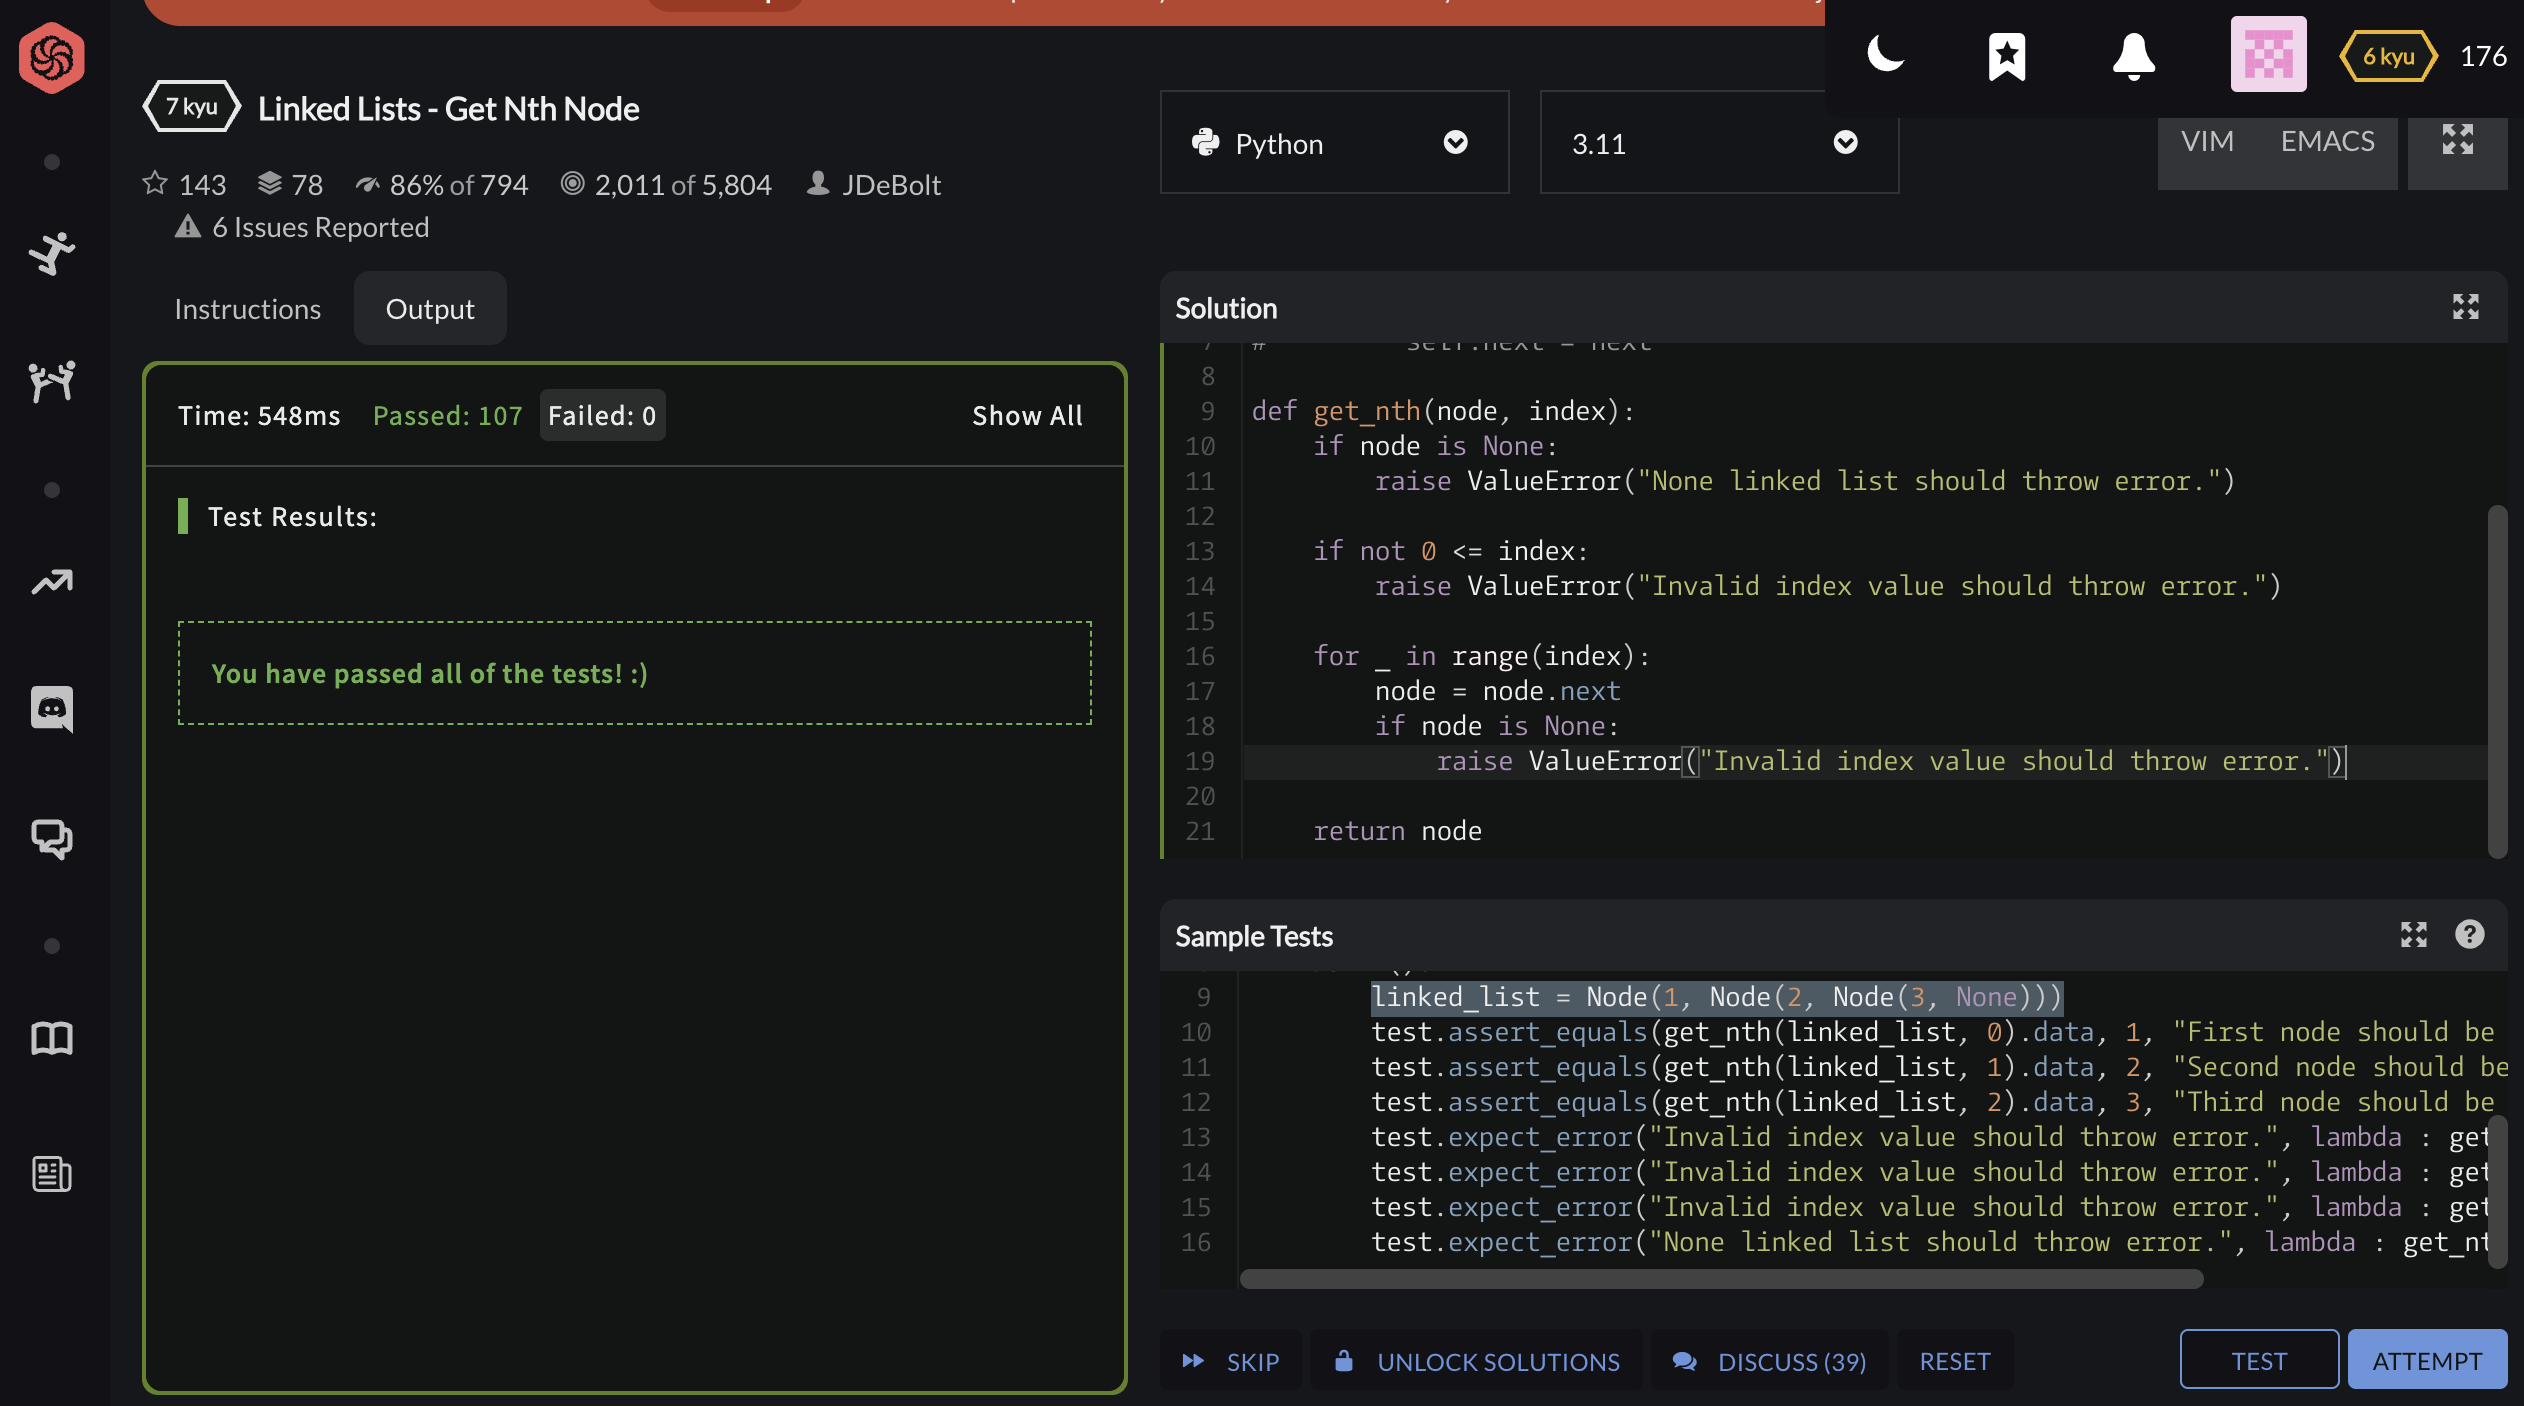 7 kyu Linked Lists - Get Nth Node
143 78 86% of 794 2,011 of 5,804 JDeBolt
6 Issues Reported
6 kyu 176
Python 3.11 VIM EMACS
Instructions Output
Time: 548ms Passed: 107 Failed: 0 Show All
Test Results:
You have passed all of the tests! :)
Solution
7 # self.next = next
8
9 def get_nth(node, index):
10 if node is None:
11 raise ValueError("None linked list should throw error.")
12
13 if not 0 <= index:
14 raise ValueError("Invalid index value should throw error.")
15
16 for _ in range(index):
17 node = node.next
18 if node is None:
19 raise ValueError("Invalid index value should throw error.")
20
21 return node
Sample Tests
9 linked_list = Node(1, Node(2, Node(3, None)))
10 test.assert_equals(get_nth(linked_list, 0).data, 1, "First node should be
11 test.assert_equals(get_nth(linked_list, 1).data, 2, "Second node should be
12 test.assert_equals(get_nth(linked_list, 2).data, 3, "Third node should be
13 test.expect_error("Invalid index value should throw error.", lambda : get
14 test.expect_error("Invalid index value should throw error.", lambda : get
15 test.expect_error("Invalid index value should throw error.", lambda : get
16 test.expect_error("None linked list should throw error.", lambda : get_nt
SKIP UNLOCK SOLUTIONS DISCUSS (39) RESET TEST ATTEMPT